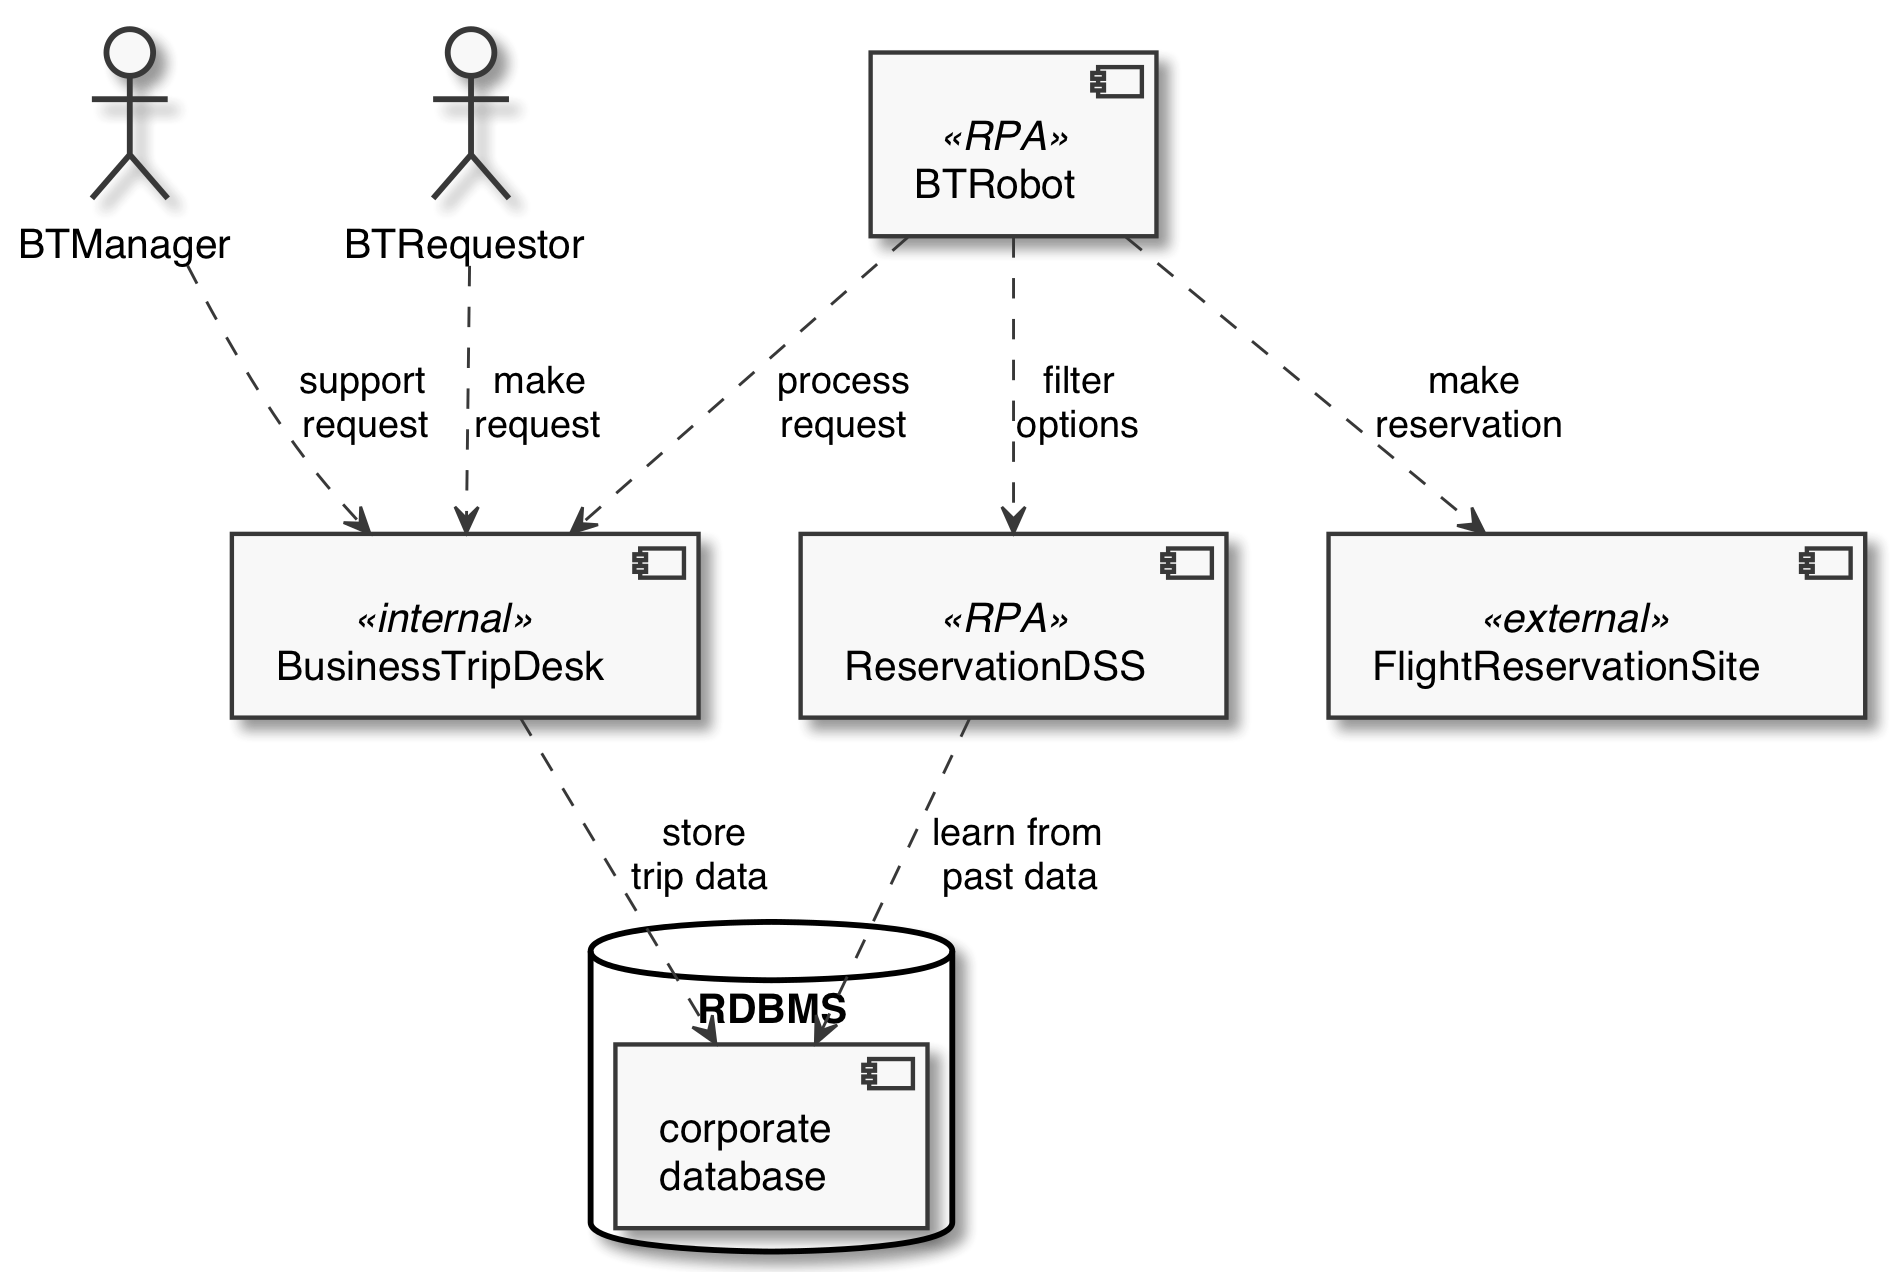 «RPA»
BTRobot
BTManager
BTRequestor
support
request
make
request
process
request
filter
options
make
reservation
«internal»
BusinessTripDesk
«RPA»
ReservationDSS
«external»
FlightReservationSite
store
trip data
learn from
past data
RDBMS
corporate
database